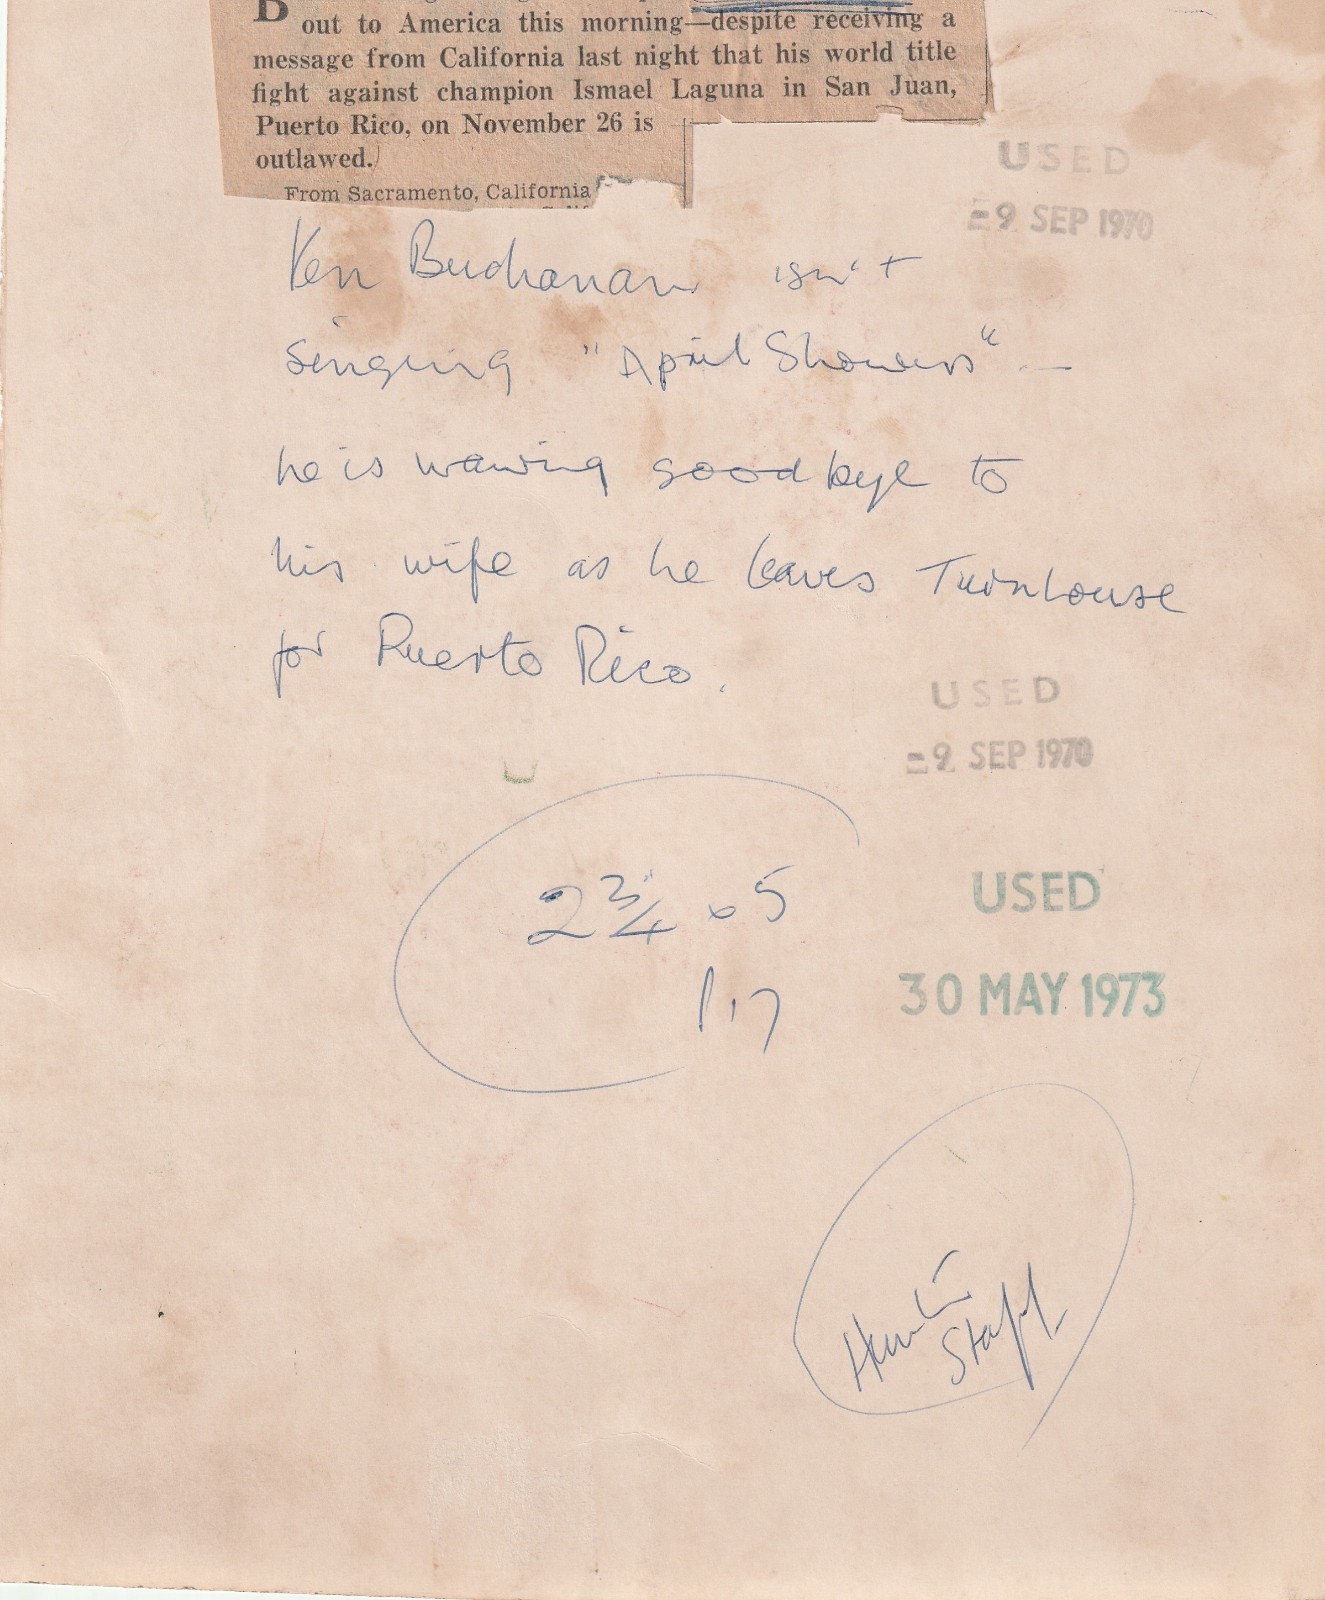 B
out to America this morning—despite receiving a
message from California last night that his world title
fight against champion Ismael Laguna in San Juan,
Puerto Rico, on November 26 is
outlawed.
From Sacramento, California
USED
-9 SEP 1970
Ken Buchanan isn't
singing "April Showers" —
he is waving goodbye to
his wife as he leaves Turnhouse
for Puerto Rico.
USED
-9 SEP 1970
2 3/4 x 5
USED
30 MAY 1973
Staff